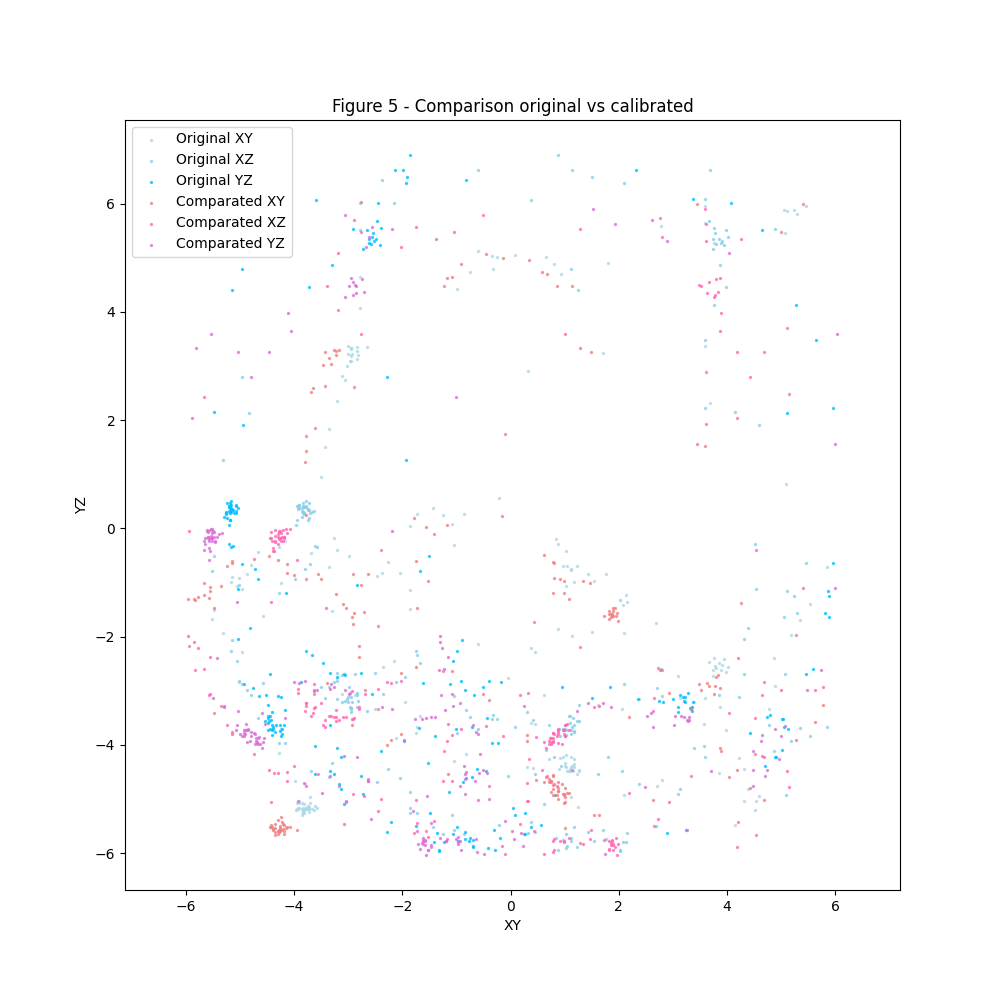 Figure 5 - Comparison original vs calibrated
Original XY
Original XZ
Original YZ
Comparated XY
Comparated XZ
Comparated YZ
6
4
2
0
−2
−4
−6
YZ
−6 −4 −2 0 2 4 6
XY